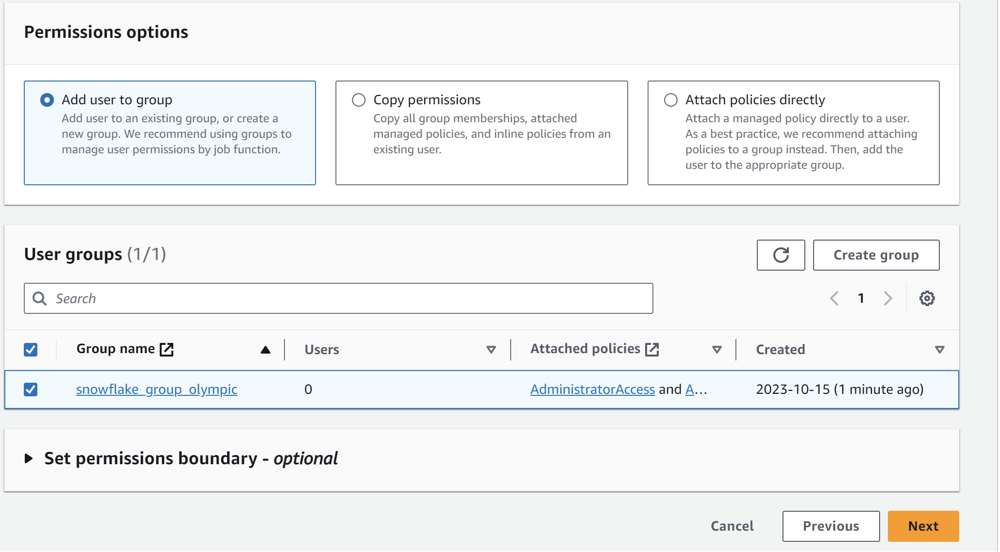 Permissions options
Add user to group
Add user to an existing group, or create a
new group. We recommend using groups to
manage user permissions by job function.
Copy permissions
Copy all group memberships, attached
managed policies, and inline policies from an
existing user.
Attach policies directly
Attach a managed policy directly to a user.
As a best practice, we recommend attaching
policies to a group instead. Then, add the
user to the appropriate group.
User groups (1/1)
Create group
Search
1
Group name Users Attached policies Created
snowflake_group_olympic 0 AdministratorAccess and A... 2023-10-15 (1 minute ago)
Set permissions boundary - optional
Cancel Previous Next